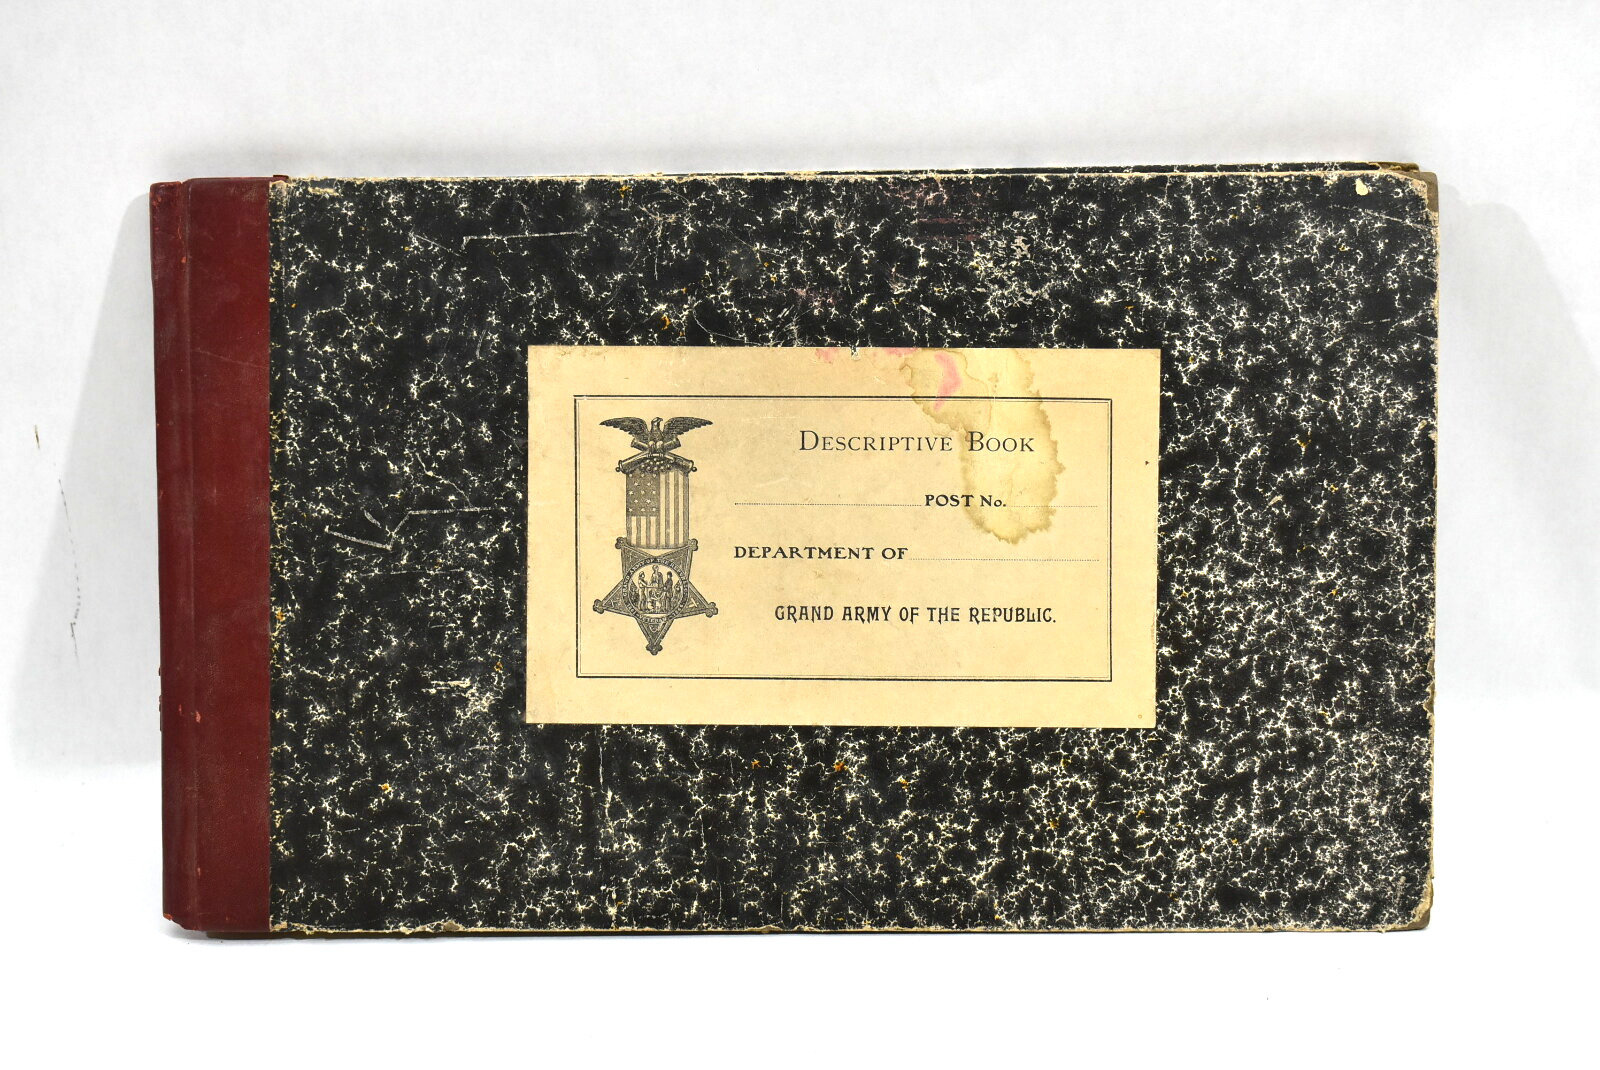 DESCRIPTIVE BOOK
POST No.
DEPARTMENT OF
GRAND ARMY OF THE REPUBLIC.